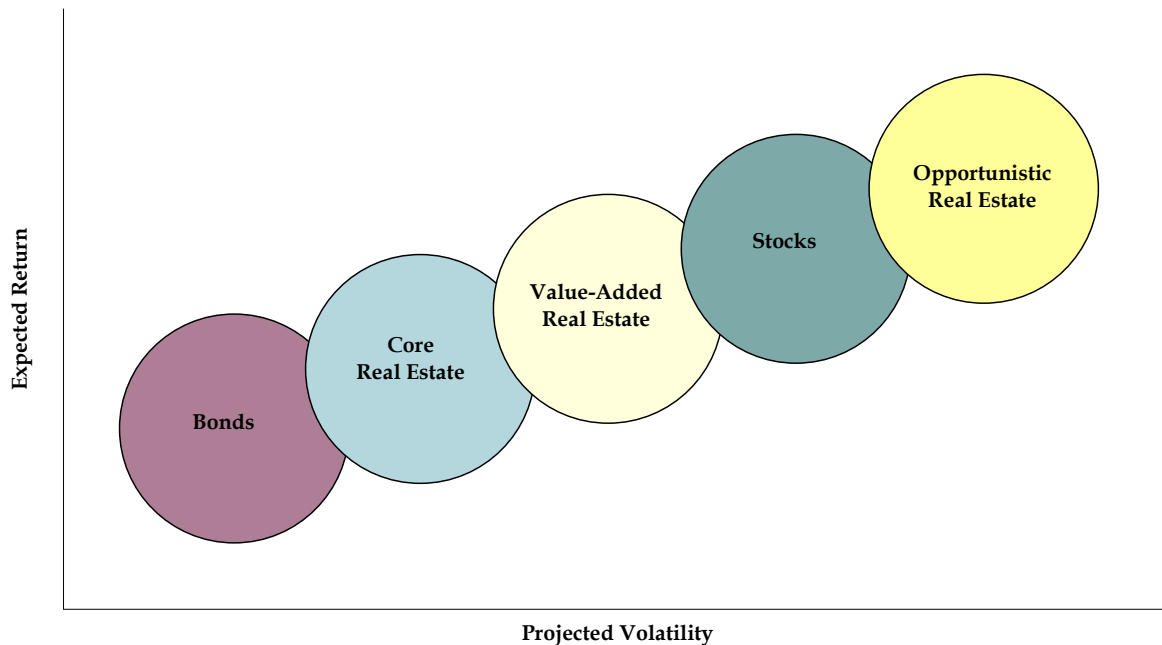 Expected Return
Opportunistic
Real Estate
Stocks
Value-Added
Real Estate
Core
Real Estate
Bonds
Projected Volatility